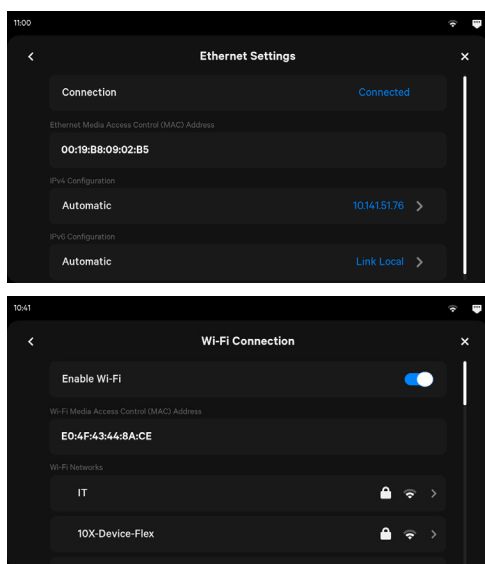 11:00
Ethernet Settings
Connection Connected
Ethernet Media Access Control (MAC) Address
00:19:B8:09:02:B5
IPv4 Configuration
Automatic 10.141.51.76
IPv6 Configuration
Automatic Link Local
10:41
Wi-Fi Connection
Enable Wi-Fi
Wi-Fi Media Access Control (MAC) Address
E0:4F:43:44:8A:CE
Wi-Fi Networks
IT
10X-Device-Flex